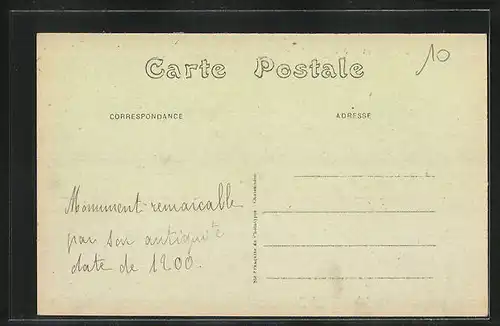 10
Carte Postale
CORRESPONDANCE
ADRESSE
Monument remarcable
par son antiquité
date de 1200.